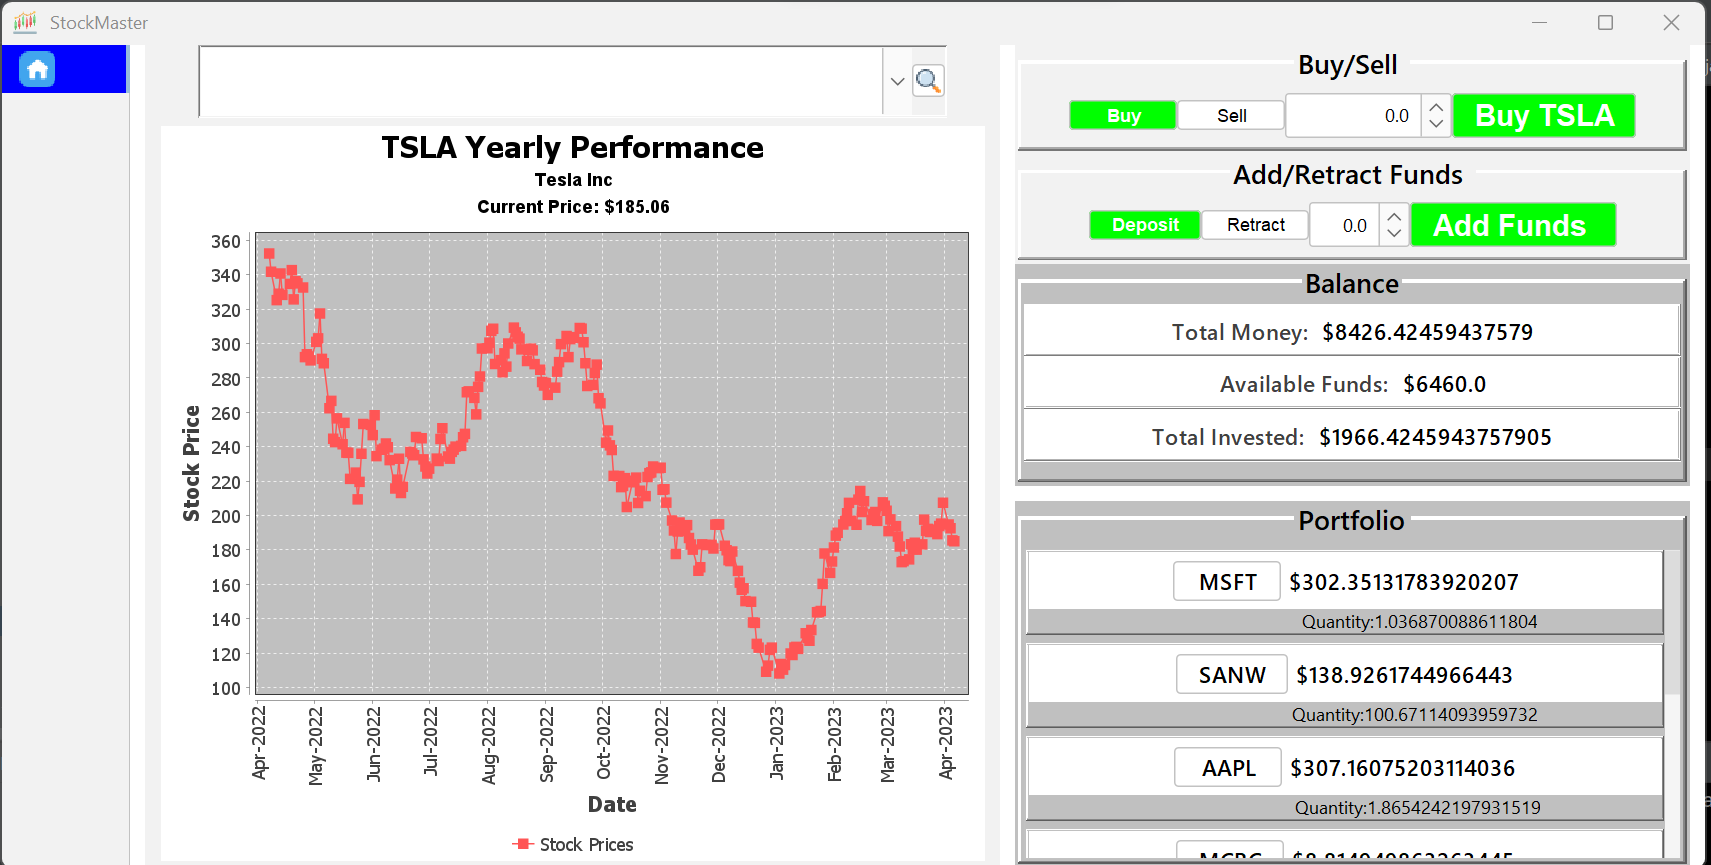 StockMaster
TSLA Yearly Performance
Tesla Inc
Current Price: $185.06
360
340
320
300
280
260
240
220
200
180
160
140
120
100
Stock Price
Apr-2022
May-2022
Jun-2022
Jul-2022
Aug-2022
Sep-2022
Oct-2022
Nov-2022
Dec-2022
Jan-2023
Feb-2023
Mar-2023
Apr-2023
Date
Stock Prices
Buy/Sell
Buy Sell 0.0 Buy TSLA
Add/Retract Funds
Deposit Retract 0.0 Add Funds
Balance
Total Money: $8426.42459437579
Available Funds: $6460.0
Total Invested: $1966.4245943757905
Portfolio
MSFT $302.35131783920207
Quantity:1.036870088611804
SANW $138.9261744966443
Quantity:100.67114093959732
AAPL $307.16075203114036
Quantity:1.8654242197931519